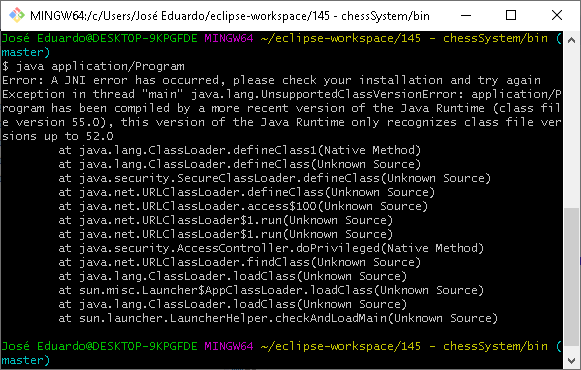 MINGW64:/c/Users/José Eduardo/eclipse-workspace/145 - chessSystem/bin
José Eduardo@DESKTOP-9KPGFDE MINGW64 ~/eclipse-workspace/145 - chessSystem/bin (
master)
$ java application/Program
Error: A JNI error has occurred, please check your installation and try again
Exception in thread "main" java.lang.UnsupportedClassVersionError: application/P
rogram has been compiled by a more recent version of the Java Runtime (class fil
e version 55.0), this version of the Java Runtime only recognizes class file ver
sions up to 52.0
        at java.lang.ClassLoader.defineClass1(Native Method)
        at java.lang.ClassLoader.defineClass(Unknown Source)
        at java.security.SecureClassLoader.defineClass(Unknown Source)
        at java.net.URLClassLoader.defineClass(Unknown Source)
        at java.net.URLClassLoader.access$100(Unknown Source)
        at java.net.URLClassLoader$1.run(Unknown Source)
        at java.net.URLClassLoader$1.run(Unknown Source)
        at java.security.AccessController.doPrivileged(Native Method)
        at java.net.URLClassLoader.findClass(Unknown Source)
        at java.lang.ClassLoader.loadClass(Unknown Source)
        at sun.misc.Launcher$AppClassLoader.loadClass(Unknown Source)
        at java.lang.ClassLoader.loadClass(Unknown Source)
        at sun.launcher.LauncherHelper.checkAndLoadMain(Unknown Source)
José Eduardo@DESKTOP-9KPGFDE MINGW64 ~/eclipse-workspace/145 - chessSystem/bin (
master)